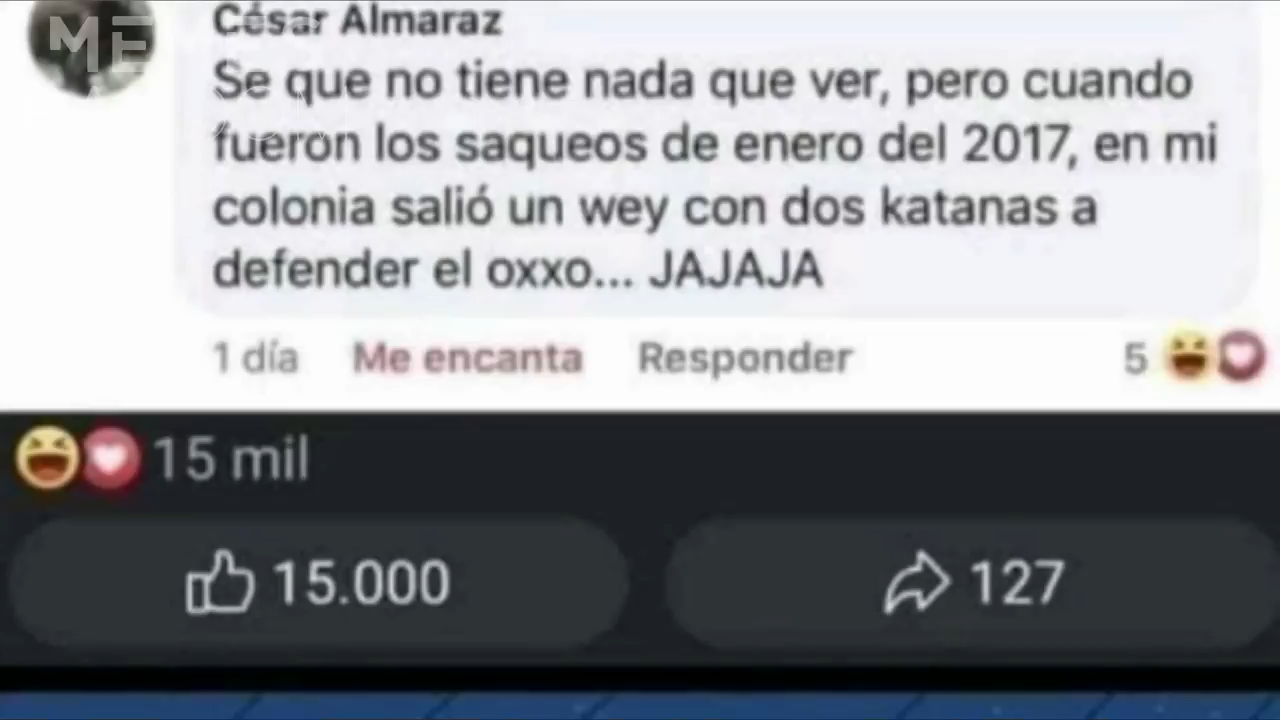 César Almaraz
Se que no tiene nada que ver, pero cuando
fueron los saqueos de enero del 2017, en mi
colonia salió un wey con dos katanas a
defender el oxxo... JAJAJA
1 día Me encanta Responder 5
15 mil
15.000 127